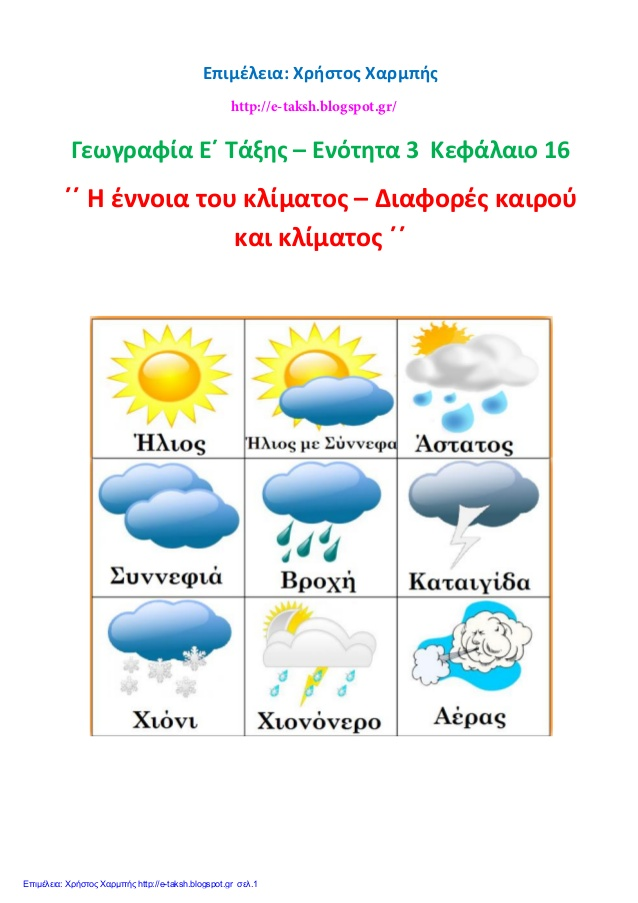 Επιμέλεια: Χρήστος Χαρμπής
http://e-taksh.blogspot.gr/
Γεωγραφία Ε΄ Τάξης – Ενότητα 3 Κεφάλαιο 16
΄΄ Η έννοια του κλίματος – Διαφορές καιρού
και κλίματος ΄΄
Ήλιος
Ήλιος με Σύννεφα
Άστατος
Συννεφιά
Βροχή
Καταιγίδα
Χιόνι
Χιονόνερο
Αέρας
Επιμέλεια: Χρήστος Χαρμπής http://e-taksh.blogspot.gr σελ.1